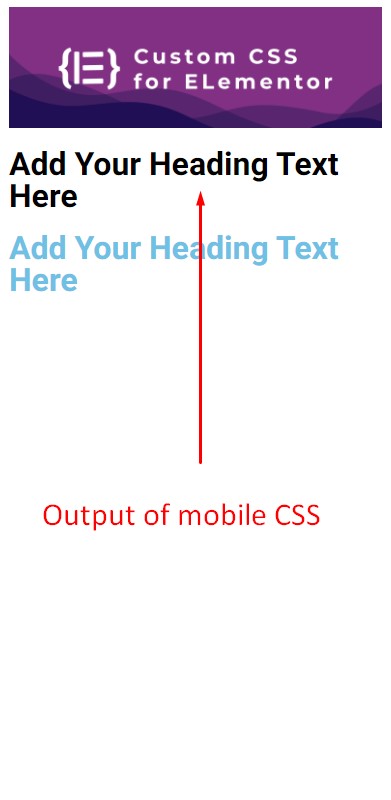 Custom CSS
for ELementor
Add Your Heading Text
Here
Add Your Heading Text
Here
Output of mobile CSS